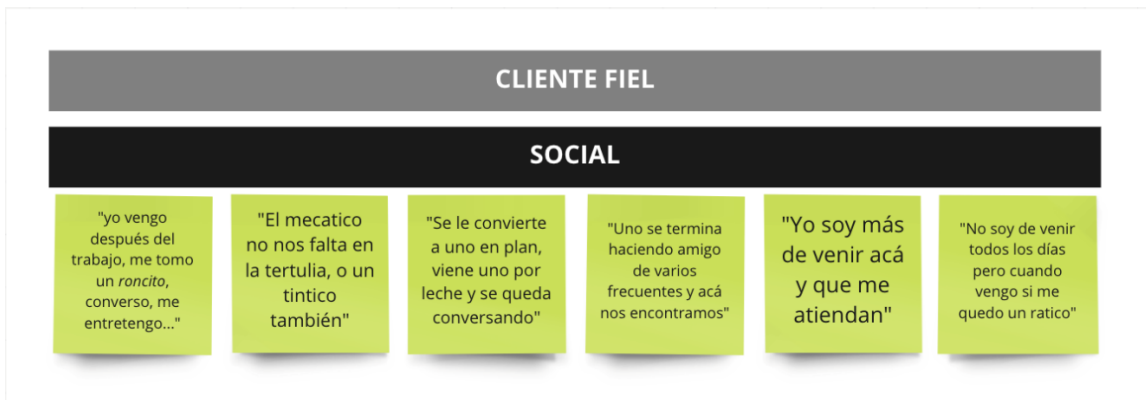 CLIENTE FIEL
SOCIAL
"yo vengo
después del
trabajo, me tomo
un roncito,
converso, me
entretengo..."
"El mecatico
no nos falta en
la tertulia, o un
tintico
también"
"Se le convierte
a uno en plan,
viene uno por
leche y se queda
conversando"
"Uno se termina
haciendo amigo
de varios
frecuentes y acá
nos encontramos"
"Yo soy más
de venir acá
y que me
atiendan"
"No soy de venir
todos los días
pero cuando
vengo si me
quedo un ratico"